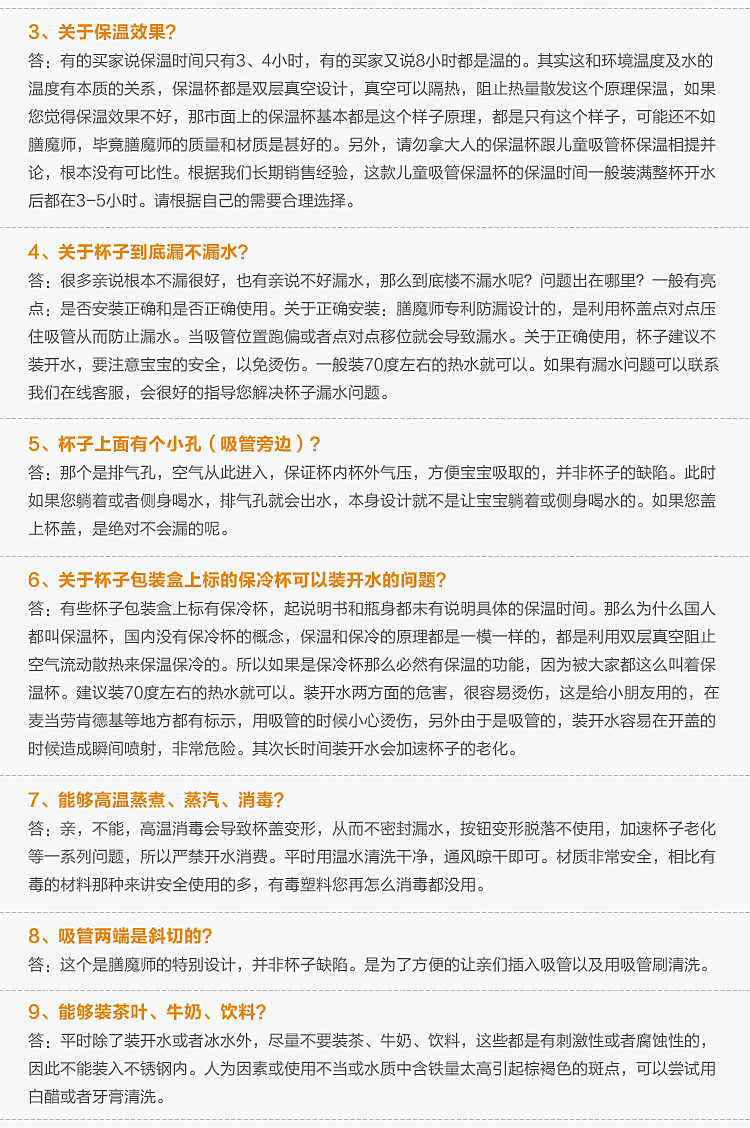 3、关于保温效果？
答：有的买家说保温时间只有3、4小时，有的买家又说8小时都是温的。其实这和环境温度及水的
温度有本质的关系，保温杯都是双层真空设计，真空可以隔热，阻止热量散发这个原理保温，如果
您觉得保温效果不好，那市面上的保温杯基本都是这个样子原理，都是只有这个样子，可能还不如
膳魔师，毕竟膳魔师的质量和材质是甚好的。另外，请勿拿大人的保温杯跟儿童吸管杯保温相提并
论，根本没有可比性。根据我们长期销售经验，这款儿童吸管保温杯的保温时间一般装满整杯开水
后都在3-5小时。请根据自己的需要合理选择。
4、关于杯子到底漏不漏水？
答：很多亲说根本不漏很好，也有亲说不好漏水，那么到底楼不漏水呢？问题出在哪里？一般有亮
点：是否安装正确和是否正确使用。关于正确安装：膳魔师专利防漏设计的，是利用杯盖点对点压
住吸管从而防止漏水。当吸管位置跑偏或者点对点移位就会导致漏水。关于正确使用，杯子建议不
装开水，要注意宝宝的安全，以免烫伤。一般装70度左右的热水就可以。如果有漏水问题可以联系
我们在线客服，会很好的指导您解决杯子漏水问题。
5、杯子上面有个小孔（吸管旁边）？
答：那个是排气孔，空气从此进入，保证杯内杯外气压，方便宝宝吸取的，并非杯子的缺陷。此时
如果您躺着或者侧身喝水，排气孔就会出水，本身设计就不是让宝宝躺着或侧身喝水的。如果您盖
上杯盖，是绝对不会漏的呢。
6、关于杯子包装盒上标的保冷杯可以装开水的问题？
答：有些杯子包装盒上标有保冷杯，起说明书和瓶身都未有说明具体的保温时间。那么为什么国人
都叫保温杯，国内没有保冷杯的概念，保温和保冷的原理都是一模一样的，都是利用双层真空阻止
空气流动散热来保温保冷的。所以如果是保冷杯那么必然有保温的功能，因为被大家都这么叫着保
温杯。建议装70度左右的热水就可以。装开水两方面的危害，很容易烫伤，这是给小朋友用的，在
麦当劳肯德基等地方都有标示，用吸管的时候小心烫伤，另外由于是吸管的，装开水容易在开盖的
时候造成瞬间喷射，非常危险。其次长时间装开水会加速杯子的老化。
7、能够高温蒸煮、蒸汽、消毒？
答：亲，不能，高温消毒会导致杯盖变形，从而不密封漏水，按钮变形脱落不使用，加速杯子老化
等一系列问题，所以严禁开水消费。平时用温水清洗干净，通风晾干即可。材质非常安全，相比有
毒的材料那种来讲安全使用的多，有毒塑料您再怎么消毒都没用。
8、吸管两端是斜切的？
答：这个是膳魔师的特别设计，并非杯子缺陷。是为了方便的让亲们插入吸管以及用吸管刷清洗。
9、能够装茶叶、牛奶、饮料？
答：平时除了装开水或者冰水外，尽量不要装茶、牛奶、饮料，这些都是有刺激性或者腐蚀性的，
因此不能装入不锈钢内。人为因素或使用不当或水质中含铁量太高引起棕褐色的斑点，可以尝试用
白醋或者牙膏清洗。